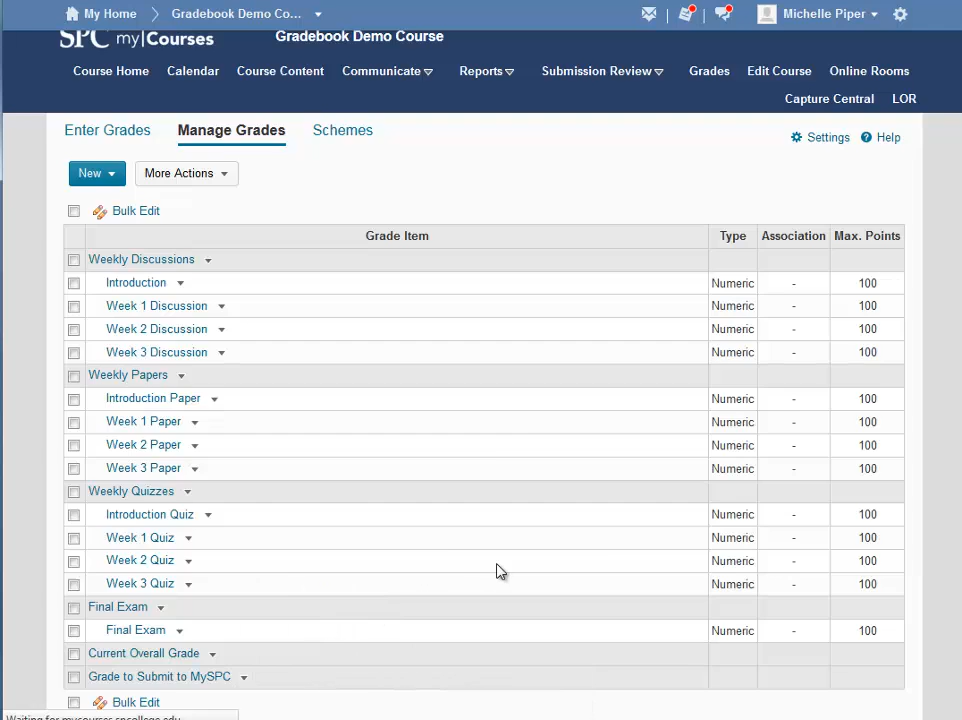 My Home Gradebook Demo Co... Michelle Piper
SPC my|Courses Gradebook Demo Course
Course Home Calendar Course Content Communicate Reports Submission Review Grades Edit Course Online Rooms
Capture Central LOR
Enter Grades Manage Grades Schemes Settings Help
New More Actions
Bulk Edit
Grade Item Type Association Max. Points
Weekly Discussions
Introduction Numeric - 100
Week 1 Discussion Numeric - 100
Week 2 Discussion Numeric - 100
Week 3 Discussion Numeric - 100
Weekly Papers
Introduction Paper Numeric - 100
Week 1 Paper Numeric - 100
Week 2 Paper Numeric - 100
Week 3 Paper Numeric - 100
Weekly Quizzes
Introduction Quiz Numeric - 100
Week 1 Quiz Numeric - 100
Week 2 Quiz Numeric - 100
Week 3 Quiz Numeric - 100
Final Exam
Final Exam Numeric - 100
Current Overall Grade
Grade to Submit to MySPC
Bulk Edit
Waiting for mycourses.spcollege.edu